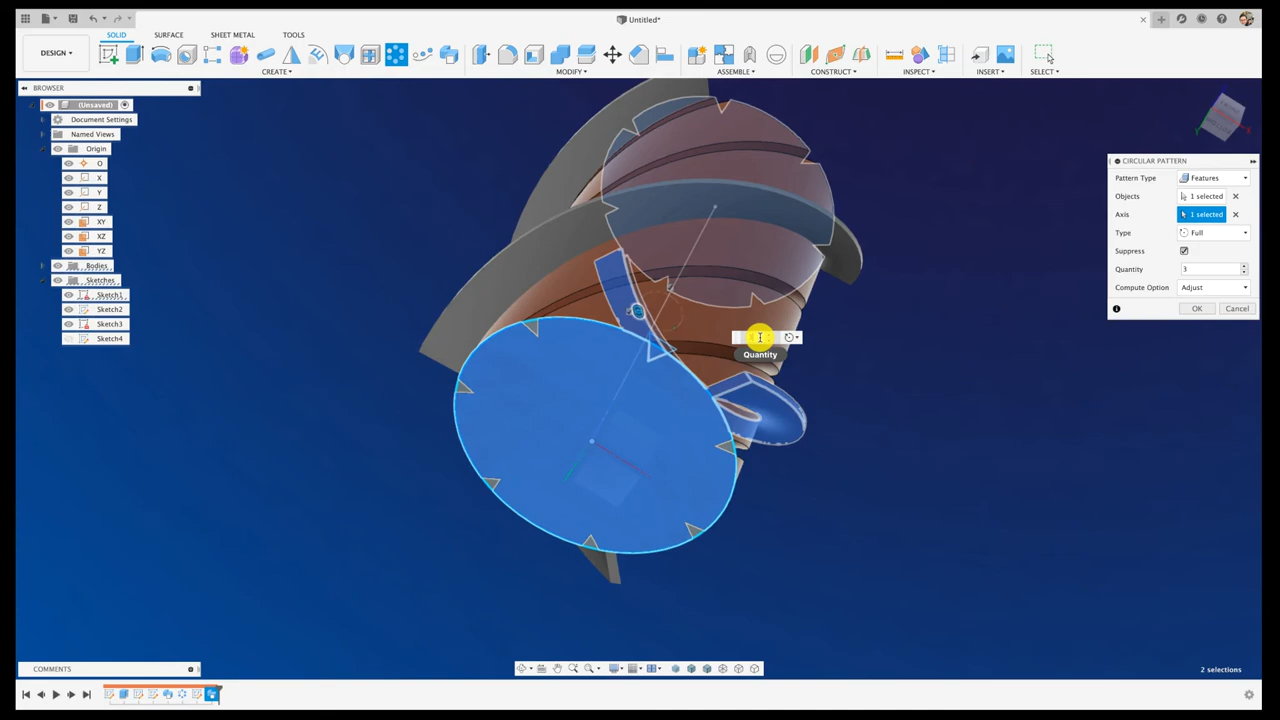 Untitled*
DESIGN
SOLID
SURFACE
SHEET METAL
TOOLS
CREATE
MODIFY
ASSEMBLE
CONSTRUCT
INSPECT
INSERT
SELECT
BROWSER
(Unsaved)
Document Settings
Named Views
Origin
O
X
Y
Z
XY
XZ
YZ
Bodies
Sketches
Sketch1
Sketch2
Sketch3
Sketch4
CIRCULAR PATTERN
Pattern Type Features
Objects 1 selected
Axis 1 selected
Type Full
Suppress
Quantity 3
Compute Option Adjust
OK Cancel
Quantity
COMMENTS
2 selections